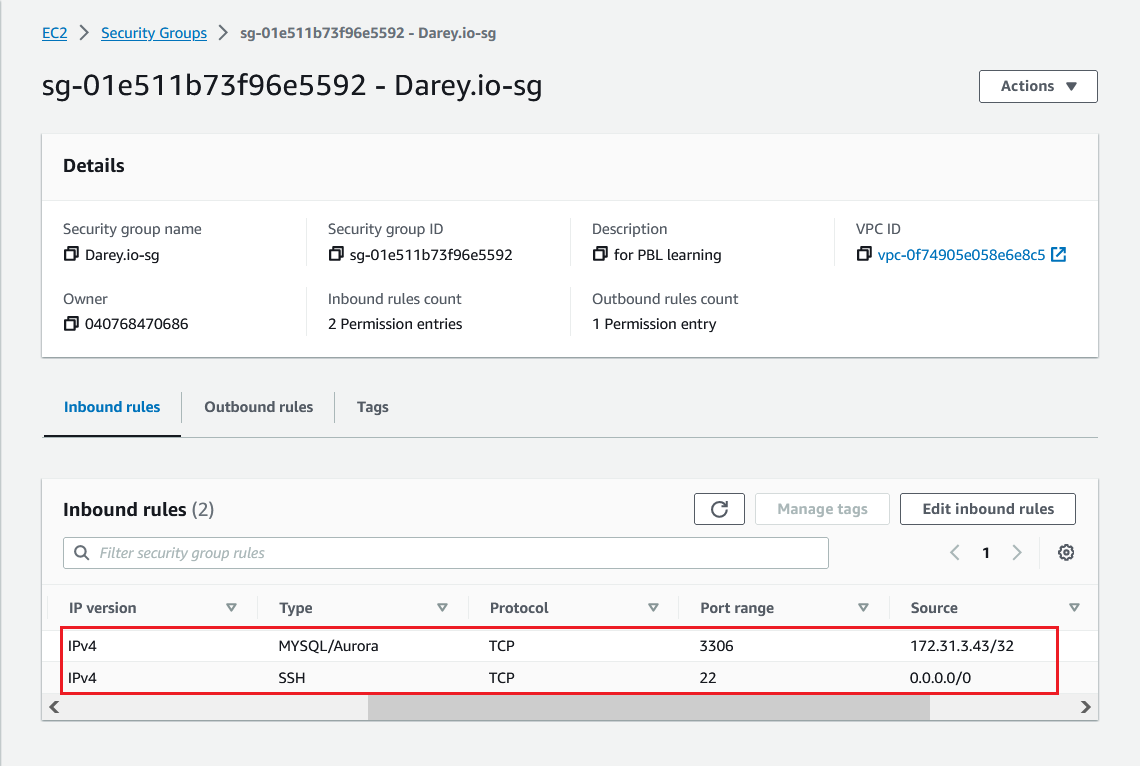 EC2 > Security Groups > sg-01e511b73f96e5592 - Darey.io-sg
sg-01e511b73f96e5592 - Darey.io-sg
Actions
Details
Security group name
Darey.io-sg
Security group ID
sg-01e511b73f96e5592
Description
for PBL learning
VPC ID
vpc-0f74905e058e6e8c5
Owner
040768470686
Inbound rules count
2 Permission entries
Outbound rules count
1 Permission entry
Inbound rules Outbound rules Tags
Inbound rules (2)
Manage tags Edit inbound rules
Filter security group rules
1
IP version Type Protocol Port range Source
IPv4 MYSQL/Aurora TCP 3306 172.31.3.43/32
IPv4 SSH TCP 22 0.0.0.0/0